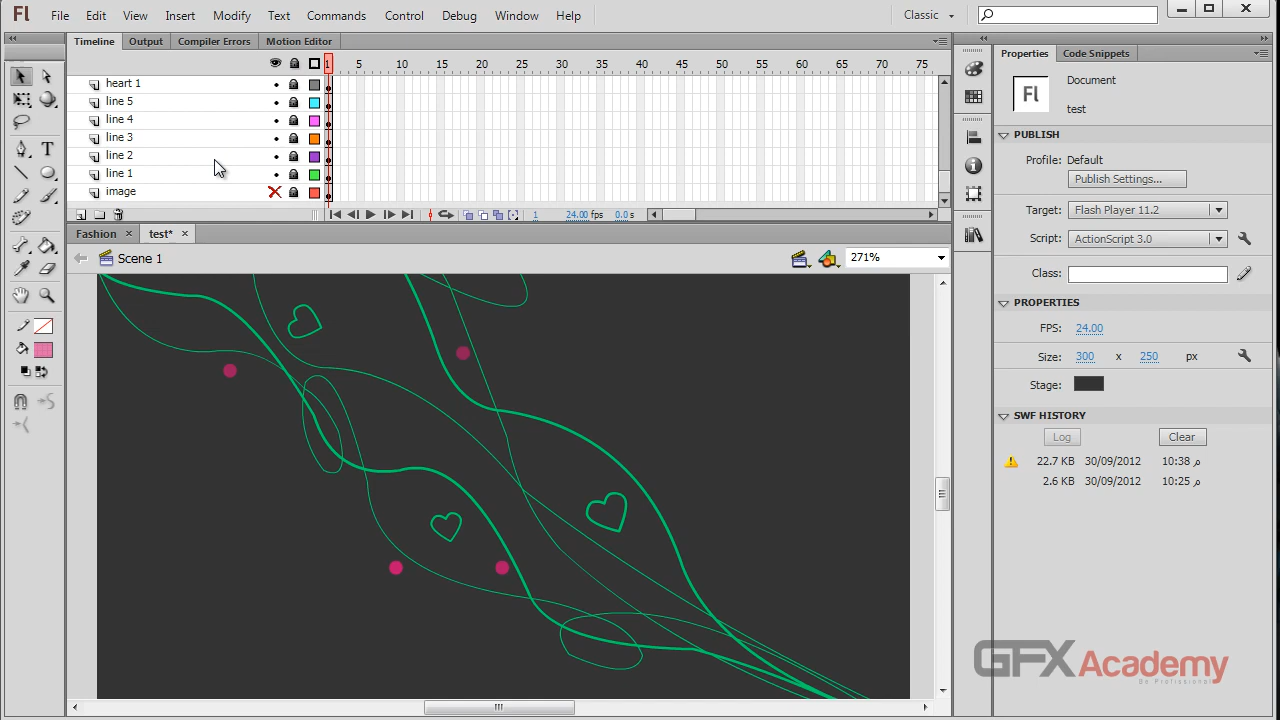 Fl File Edit View Insert Modify Text Commands Control Debug Window Help Classic
Timeline Output Compiler Errors Motion Editor
1 5 10 15 20 25 30 35 40 45 50 55 60 65 70 75
heart 1
line 5
line 4
line 3
line 2
line 1
image
1 24.00 fps 0.0 s
Fashion × test* ×
Scene 1 271%
Properties Code Snippets
Fl Document
test
PUBLISH
Profile: Default
Publish Settings...
Target: Flash Player 11.2
Script: ActionScript 3.0
Class:
PROPERTIES
FPS: 24.00
Size: 300 x 250 px
Stage:
SWF HISTORY
Log Clear
22.7 KB 30/09/2012 10:38 م
2.6 KB 30/09/2012 10:25 م
GFXAcademy
Be Professional